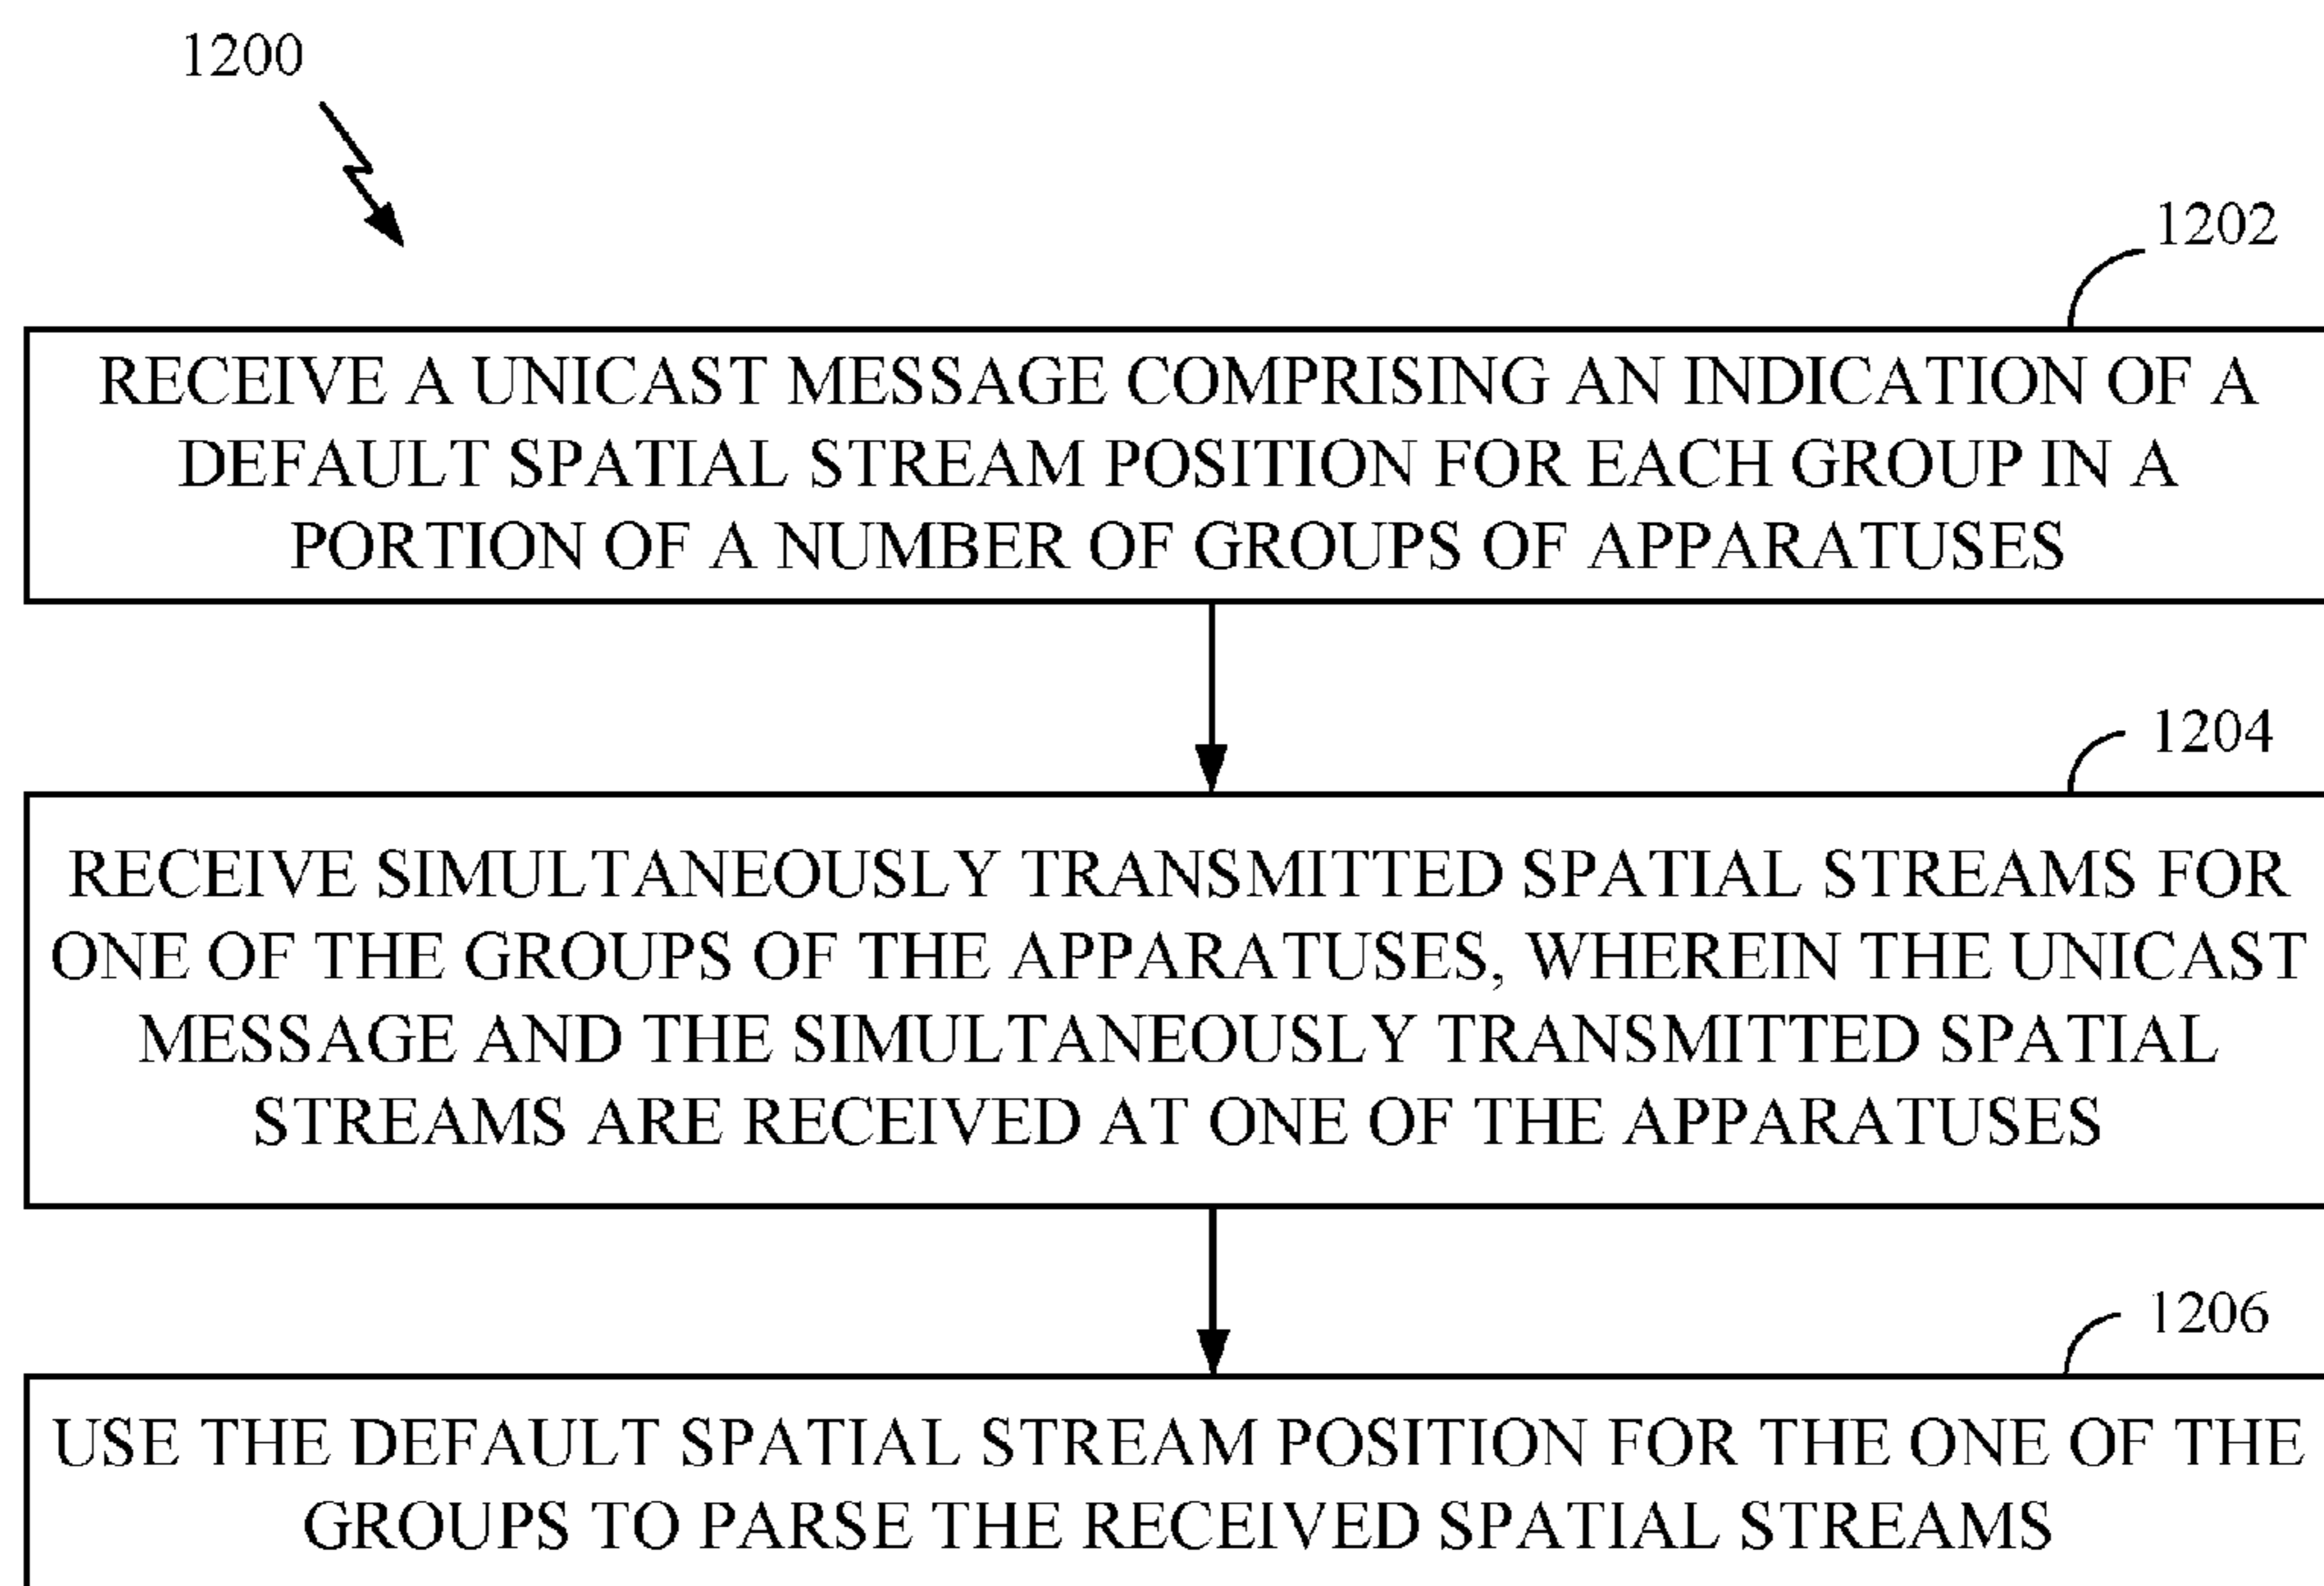 1200
1202
RECEIVE A UNICAST MESSAGE COMPRISING AN INDICATION OF A
DEFAULT SPATIAL STREAM POSITION FOR EACH GROUP IN A
PORTION OF A NUMBER OF GROUPS OF APPARATUSES
1204
RECEIVE SIMULTANEOUSLY TRANSMITTED SPATIAL STREAMS FOR
ONE OF THE GROUPS OF THE APPARATUSES, WHEREIN THE UNICAST
MESSAGE AND THE SIMULTANEOUSLY TRANSMITTED SPATIAL
STREAMS ARE RECEIVED AT ONE OF THE APPARATUSES
1206
USE THE DEFAULT SPATIAL STREAM POSITION FOR THE ONE OF THE
GROUPS TO PARSE THE RECEIVED SPATIAL STREAMS